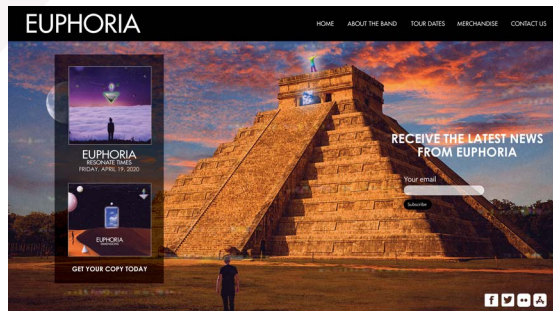 EUPHORIA
HOME ABOUT THE BAND TOUR DATES MERCHANDISE CONTACT US
EUPHORIA
RESONATE TIMES
FRIDAY, APRIL 19, 2020
EUPHORIA
GET YOUR COPY TODAY
RECEIVE THE LATEST NEWS
FROM EUPHORIA
Your email
Subscribe